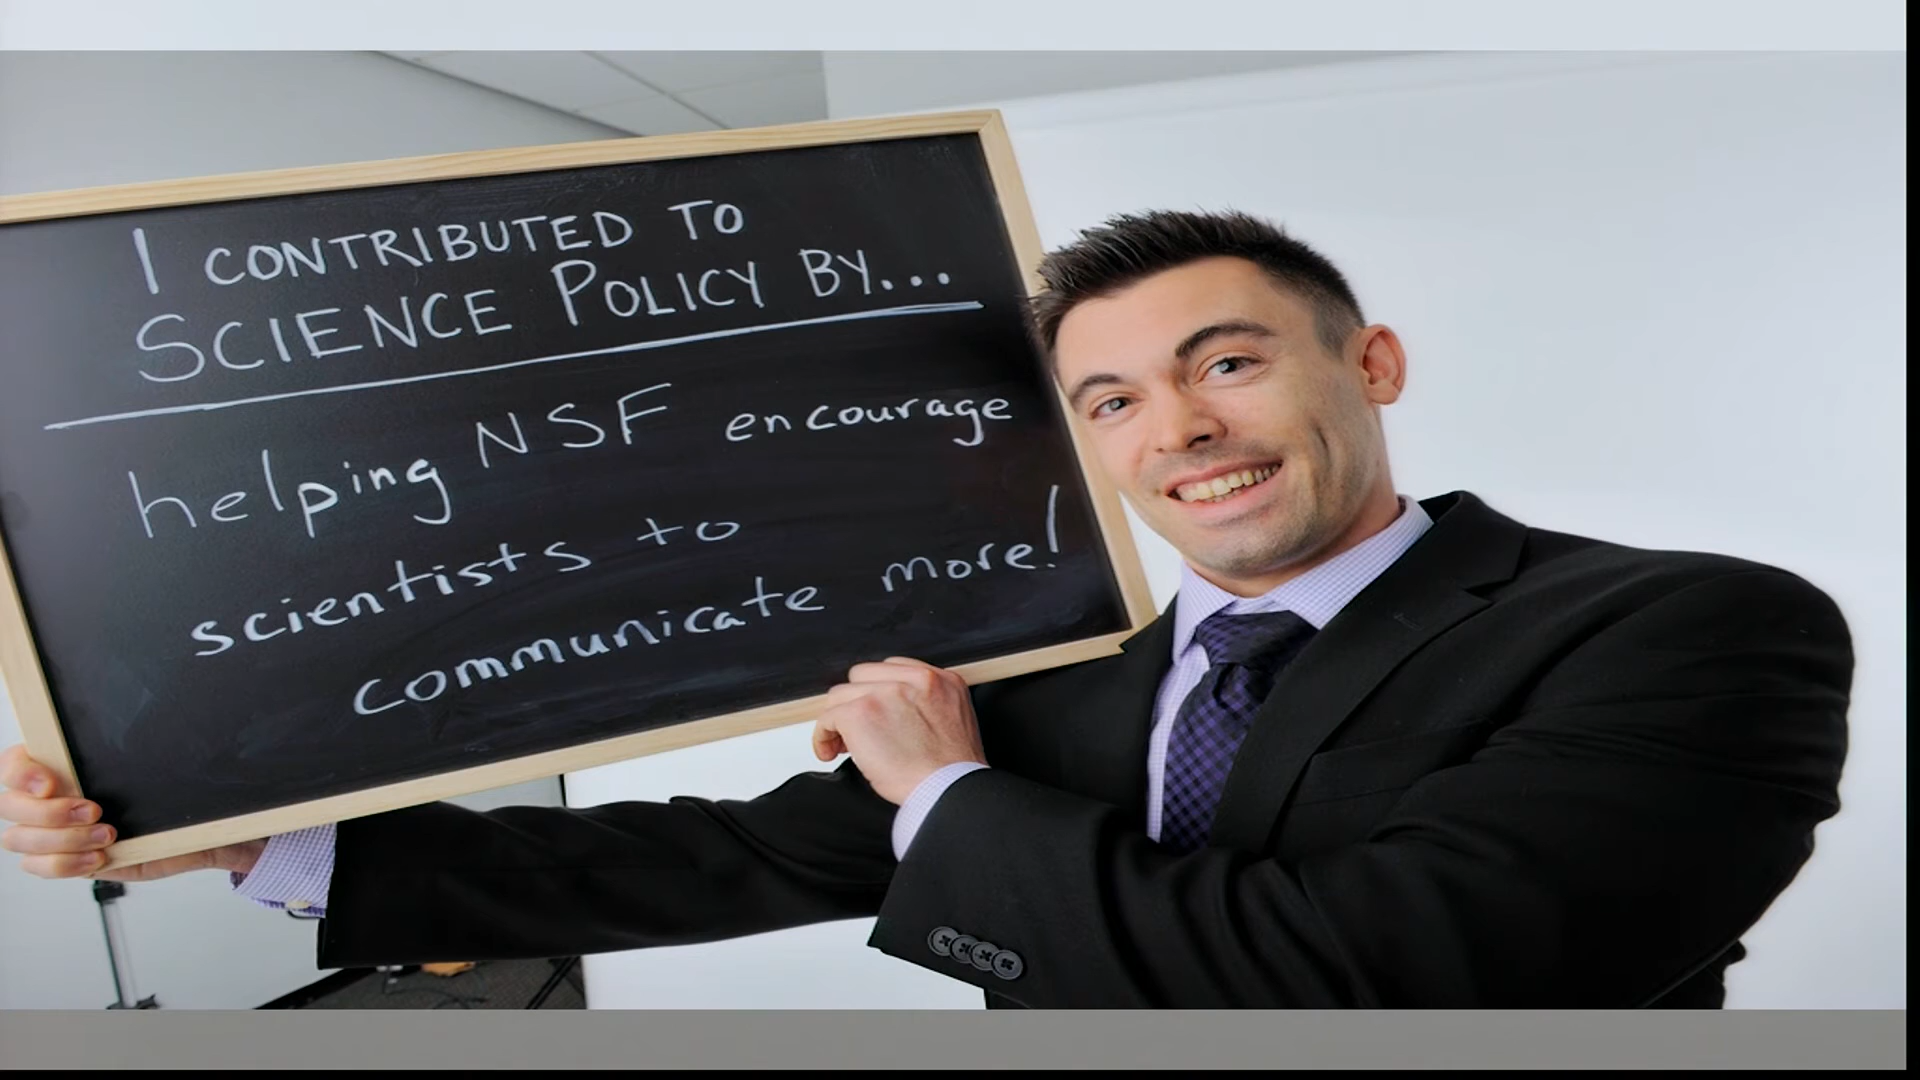 I CONTRIBUTED TO
SCIENCE POLICY BY...
helping NSF encourage
scientists to
communicate more!